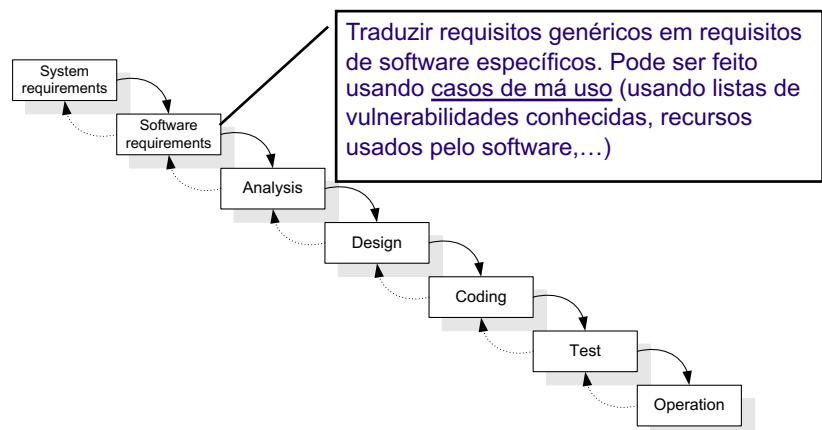 Traduzir requisitos genéricos em requisitos
de software específicos. Pode ser feito
usando casos de má uso (usando listas de
vulnerabilidades conhecidas, recursos
usados pelo software,…)
System
requirements
Software
requirements
Analysis
Design
Coding
Test
Operation